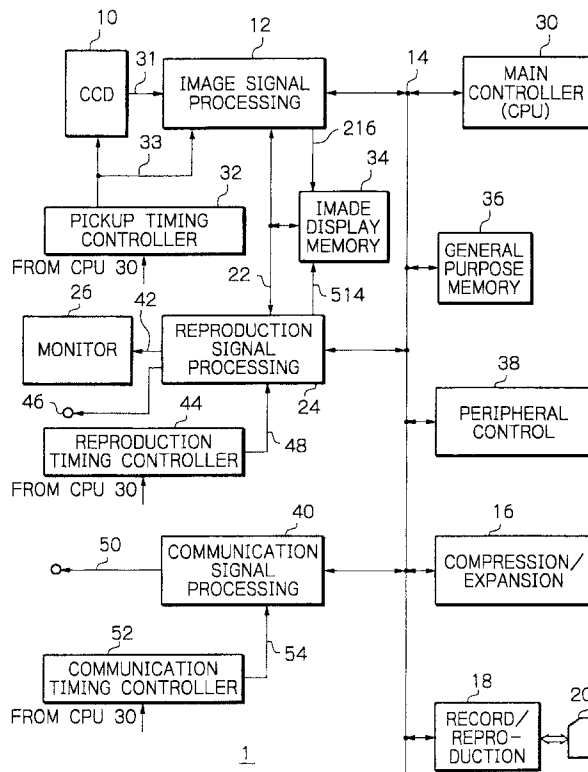 10
12
14
30
31
CCD
IMAGE SIGNAL
PROCESSING
MAIN
CONTROLLER
(CPU)
216
33
34
32
IMADE
DISPLAY
MEMORY
36
PICKUP TIMING
CONTROLLER
GENERAL
PURPOSE
MEMORY
FROM CPU 30
22
514
26
42
MONITOR
REPRODUCTION
SIGNAL
PROCESSING
38
46
44
24
PERIPHERAL
CONTROL
REPRODUCTION
TIMING CONTROLLER
48
FROM CPU 30
40
16
50
COMMUNICATION
SIGNAL
PROCESSING
COMPRESSION/
EXPANSION
52
54
COMMUNICATION
TIMING CONTROLLER
18
20
FROM CPU 30
RECORD/
REPRO-
DUCTION
1